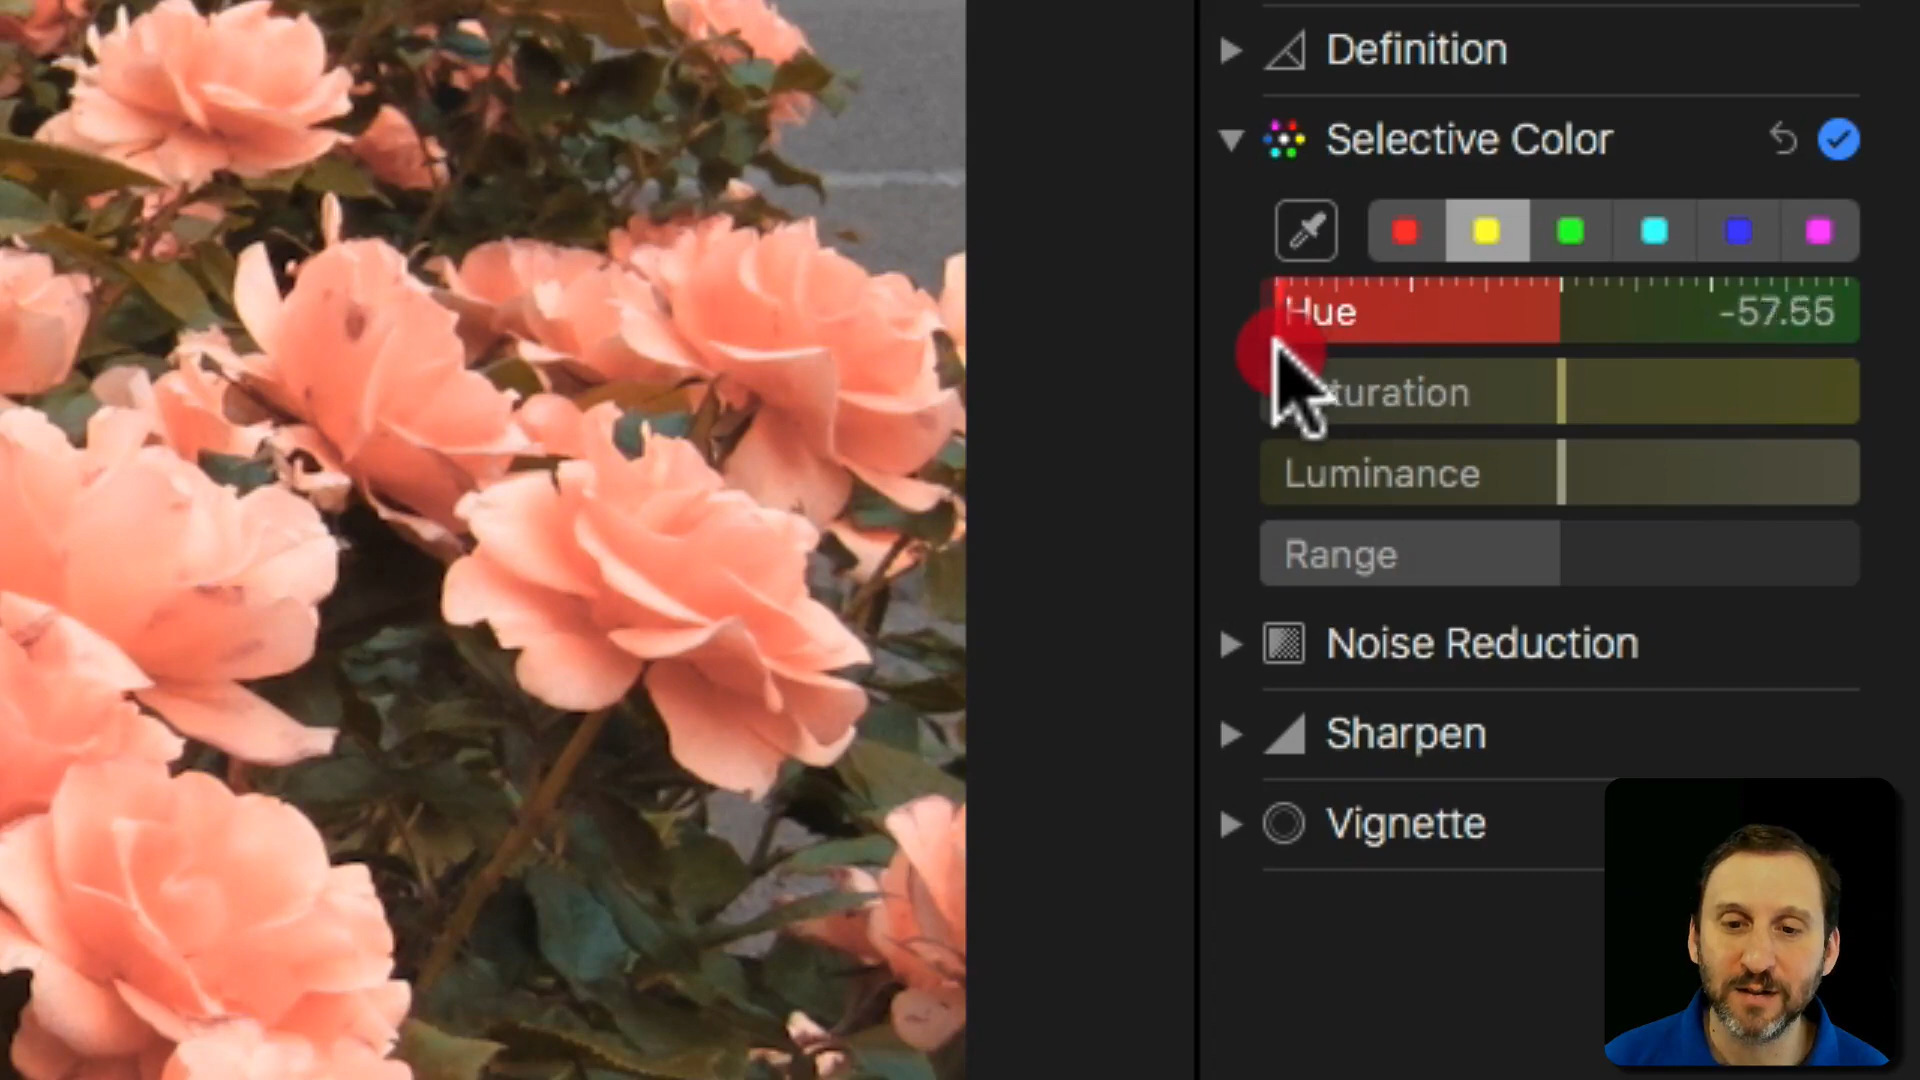 Definition
Selective Color
Hue -57.55
turation
Luminance
Range
Noise Reduction
Sharpen
Vignette